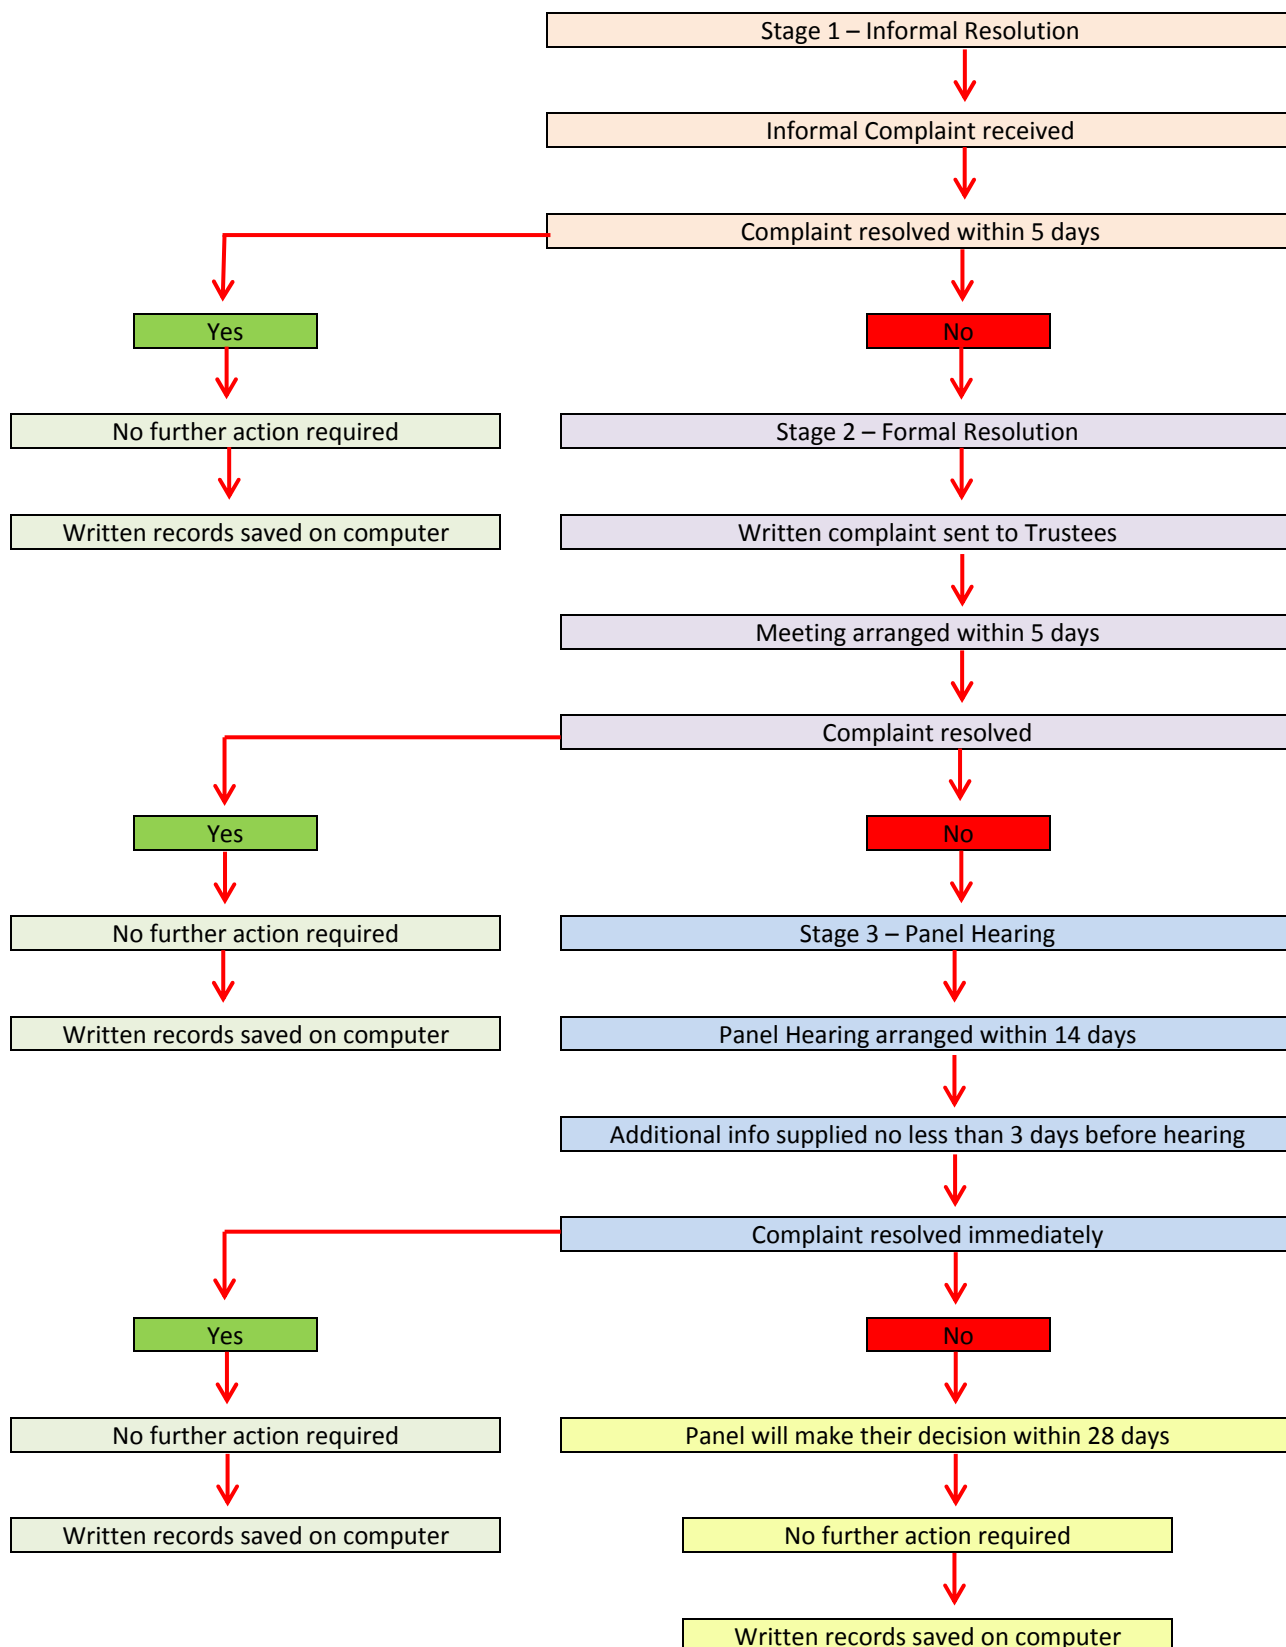 Stage 1 – Informal Resolution
Informal Complaint received
Complaint resolved within 5 days
Yes
No
No further action required
Stage 2 – Formal Resolution
Written records saved on computer
Written complaint sent to Trustees
Meeting arranged within 5 days
Complaint resolved
Yes
No
No further action required
Stage 3 – Panel Hearing
Written records saved on computer
Panel Hearing arranged within 14 days
Additional info supplied no less than 3 days before hearing
Complaint resolved immediately
Yes
No
No further action required
Panel will make their decision within 28 days
Written records saved on computer
No further action required
Written records saved on computer